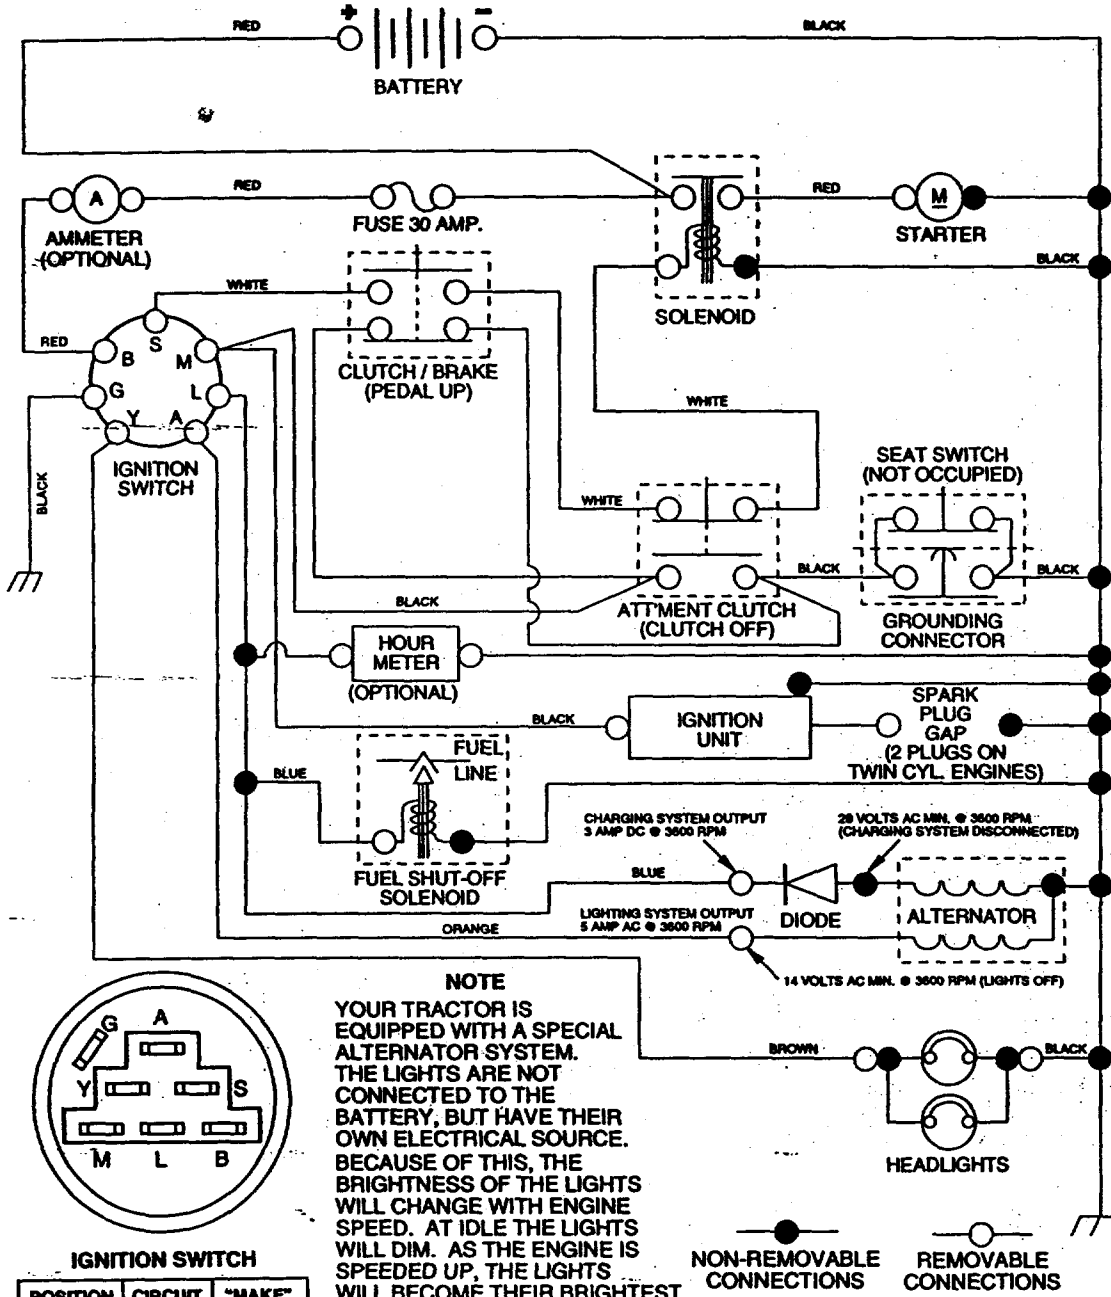 + -
RED
BLACK
BATTERY
A
RED
RED
M
AMMETER
(OPTIONAL)
FUSE 30 AMP.
STARTER
BLACK
WHITE
SOLENOID
RED
B
S
M
G
L
Y
A
CLUTCH / BRAKE
(PEDAL UP)
WHITE
IGNITION
SWITCH
BLACK
SEAT SWITCH
(NOT OCCUPIED)
WHITE
BLACK
BLACK
BLACK
ATT'MENT CLUTCH
(CLUTCH OFF)
GROUNDING
CONNECTOR
HOUR
METER
(OPTIONAL)
BLACK
IGNITION
UNIT
SPARK
PLUG
GAP
(2 PLUGS ON
TWIN CYL. ENGINES)
BLUE
FUEL
LINE
FUEL SHUT-OFF
SOLENOID
CHARGING SYSTEM OUTPUT
3 AMP DC @ 3600 RPM
28 VOLTS AC MIN. @ 3600 RPM
(CHARGING SYSTEM DISCONNECTED)
BLUE
DIODE
ALTERNATOR
LIGHTING SYSTEM OUTPUT
5 AMP AC @ 3600 RPM
ORANGE
14 VOLTS AC MIN. @ 3600 RPM (LIGHTS OFF)
BROWN
BLACK
HEADLIGHTS
G
A
Y
S
M
L
B
IGNITION SWITCH
POSITION CIRCUIT "MAKE"
NOTE
YOUR TRACTOR IS
EQUIPPED WITH A SPECIAL
ALTERNATOR SYSTEM.
THE LIGHTS ARE NOT
CONNECTED TO THE
BATTERY, BUT HAVE THEIR
OWN ELECTRICAL SOURCE.
BECAUSE OF THIS, THE
BRIGHTNESS OF THE LIGHTS
WILL CHANGE WITH ENGINE
SPEED. AT IDLE THE LIGHTS
WILL DIM. AS THE ENGINE IS
SPEEDED UP, THE LIGHTS
WILL BECOME THEIR BRIGHTEST
NON-REMOVABLE
CONNECTIONS
REMOVABLE
CONNECTIONS